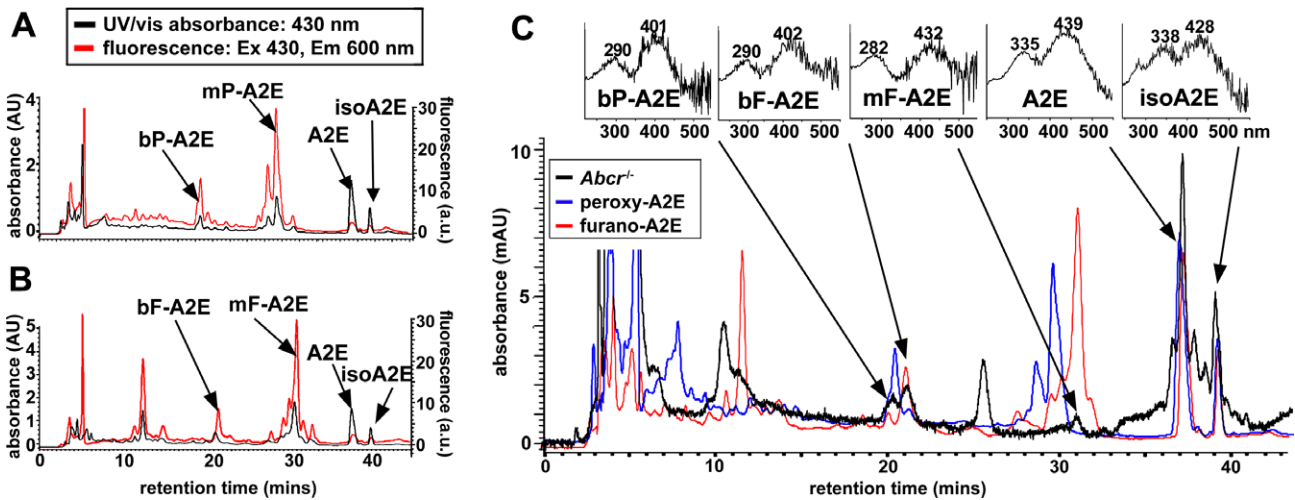 A
UV/vis absorbance: 430 nm
fluorescence: Ex 430, Em 600 nm
absorbance (AU)
4
2
0
bP-A2E
mP-A2E
A2E
isoA2E
30
20
10
0
fluorescence (a.u.)
B
absorbance (AU)
5
4
3
2
1
0
bF-A2E
mF-A2E
A2E
isoA2E
30
20
10
0
fluorescence (a.u.)
0 10 20 30 40
retention time (mins)
C
290 401
bP-A2E
300 400 500
290 402
bF-A2E
300 400 500
282 432
mF-A2E
300 400 500
335 439
A2E
300 400 500
338 428
isoA2E
300 400 500 nm
Abcr-/-
peroxy-A2E
furano-A2E
absorbance (mAU)
10
5
0
0 10 20 30 40
retention time (mins)